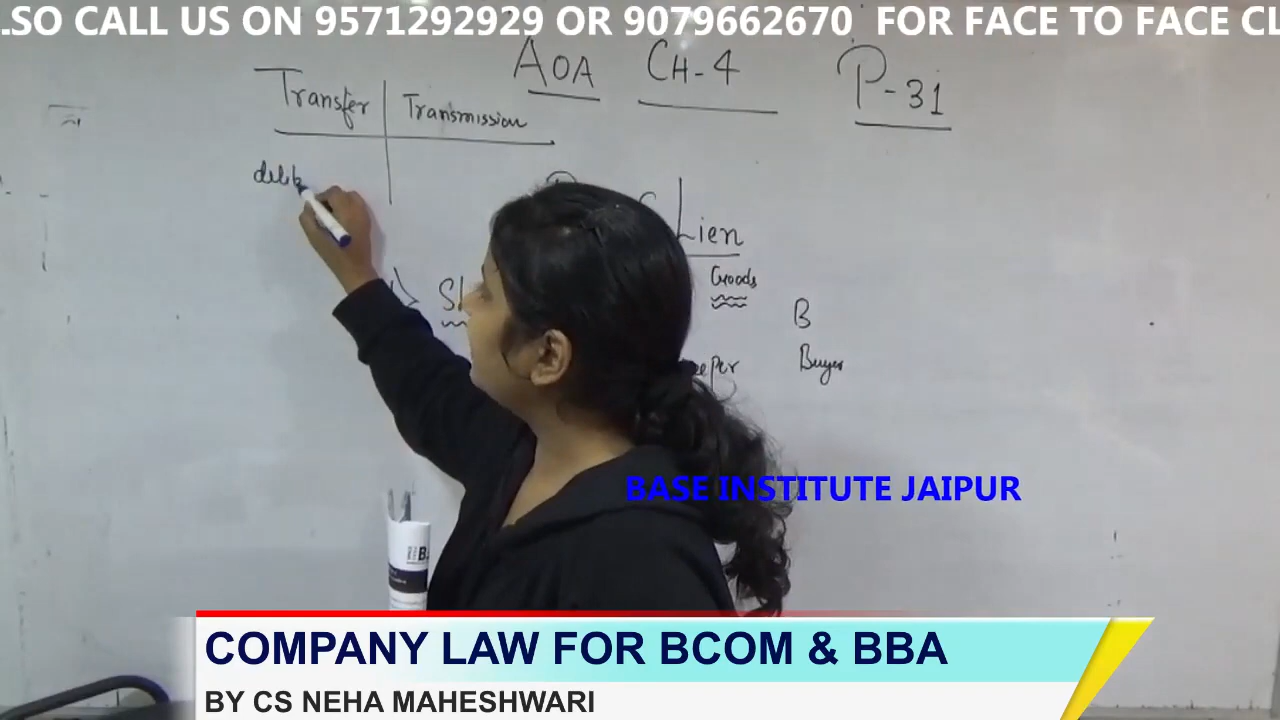 .SO CALL US ON 9571292929 OR 9079662670 FOR FACE TO FACE CL
AOA CH-4 P-31
Transfer Transmission
delib
Lien
Goods
B
Buyer
BASE INSTITUTE JAIPUR
COMPANY LAW FOR BCOM & BBA
BY CS NEHA MAHESHWARI